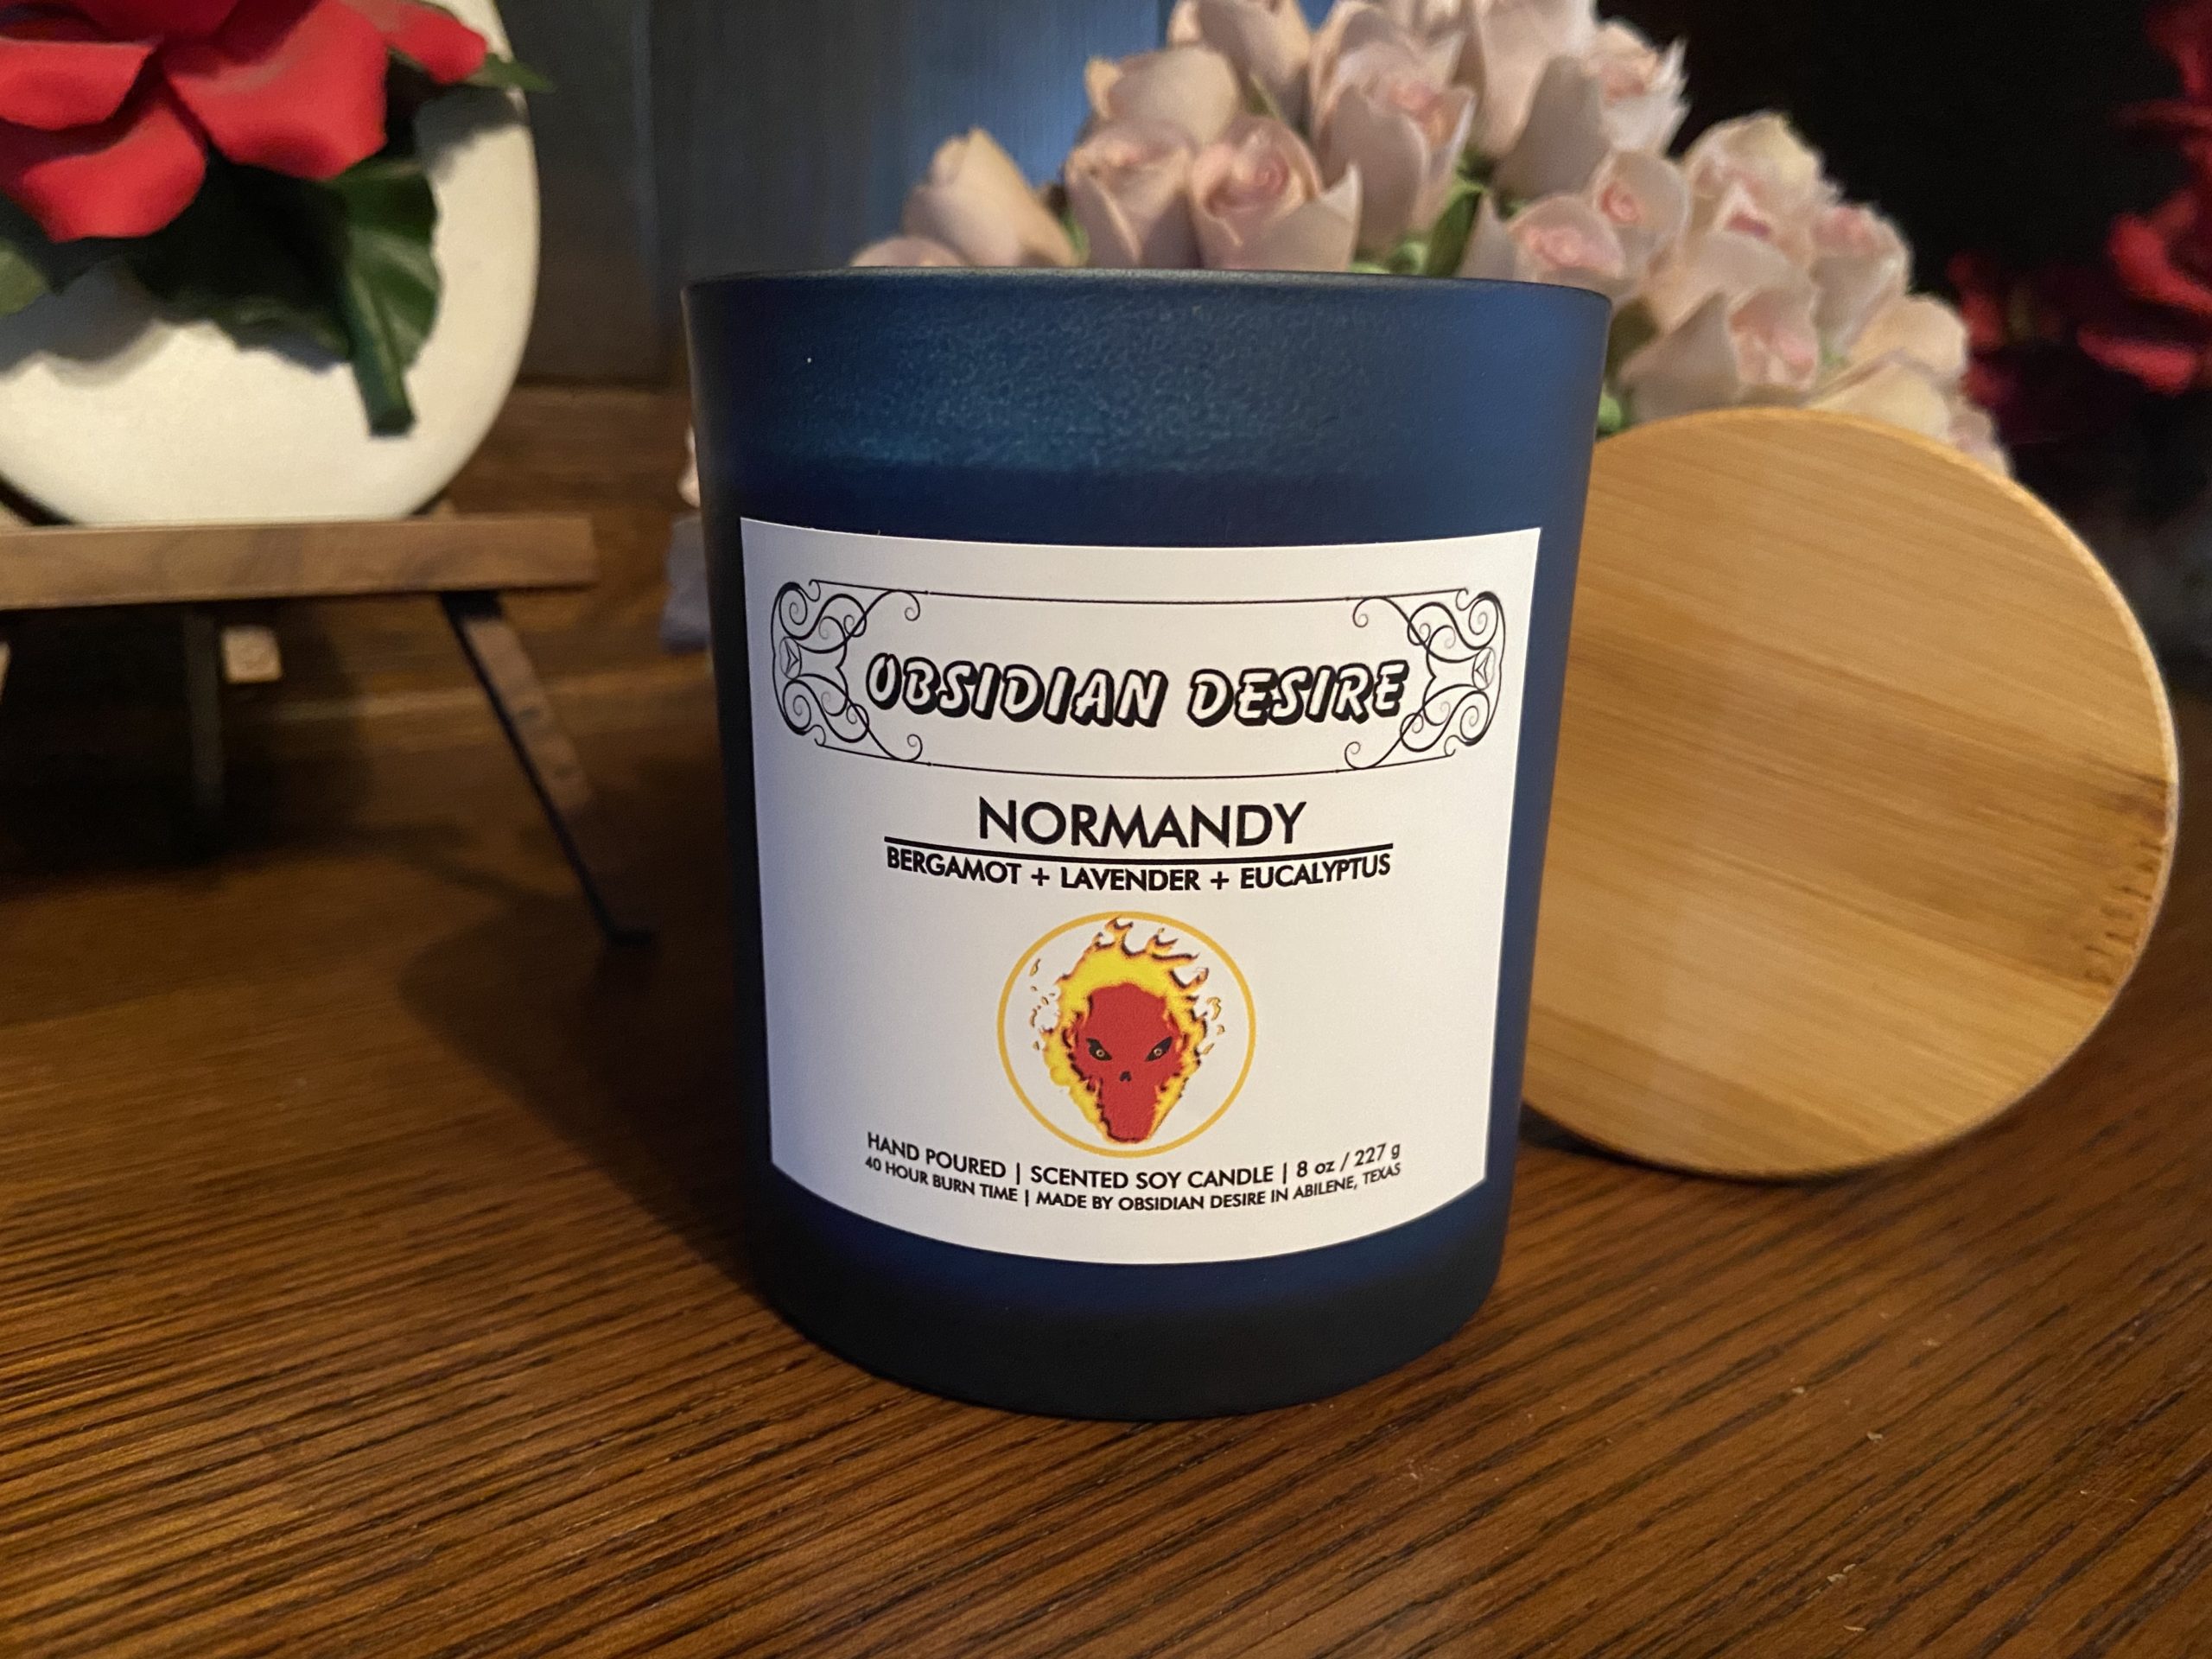 OBSIDIAN DESIRE
NORMANDY
BERGAMOT + LAVENDER + EUCALYPTUS
HAND POURED | SCENTED SOY CANDLE | 8 oz / 227 g
40 HOUR BURN TIME | MADE BY OBSIDIAN DESIRE IN ABILENE, TEXAS